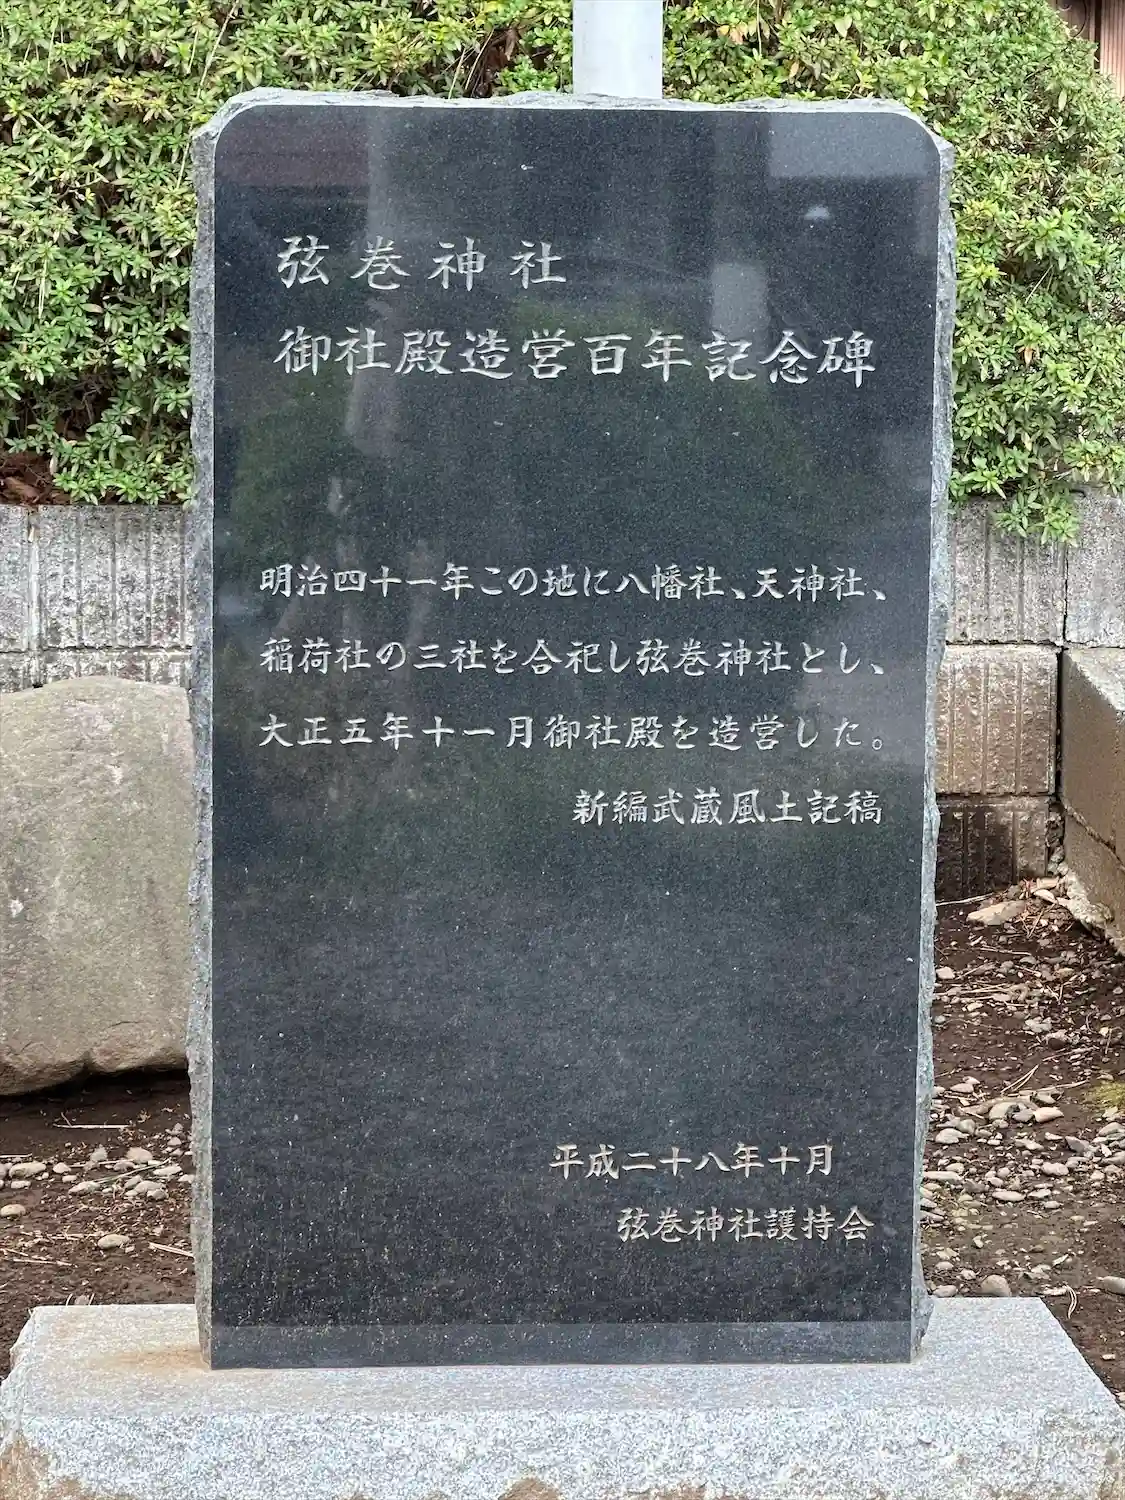 弦巻神社
御社殿造営百年記念碑
明治四十一年この地に八幡社、天神社、
稲荷社の三社を合祀し弦巻神社とし、
大正五年十一月御社殿を造営した。
新編武蔵風土記稿
平成二十八年十月
弦巻神社護持会